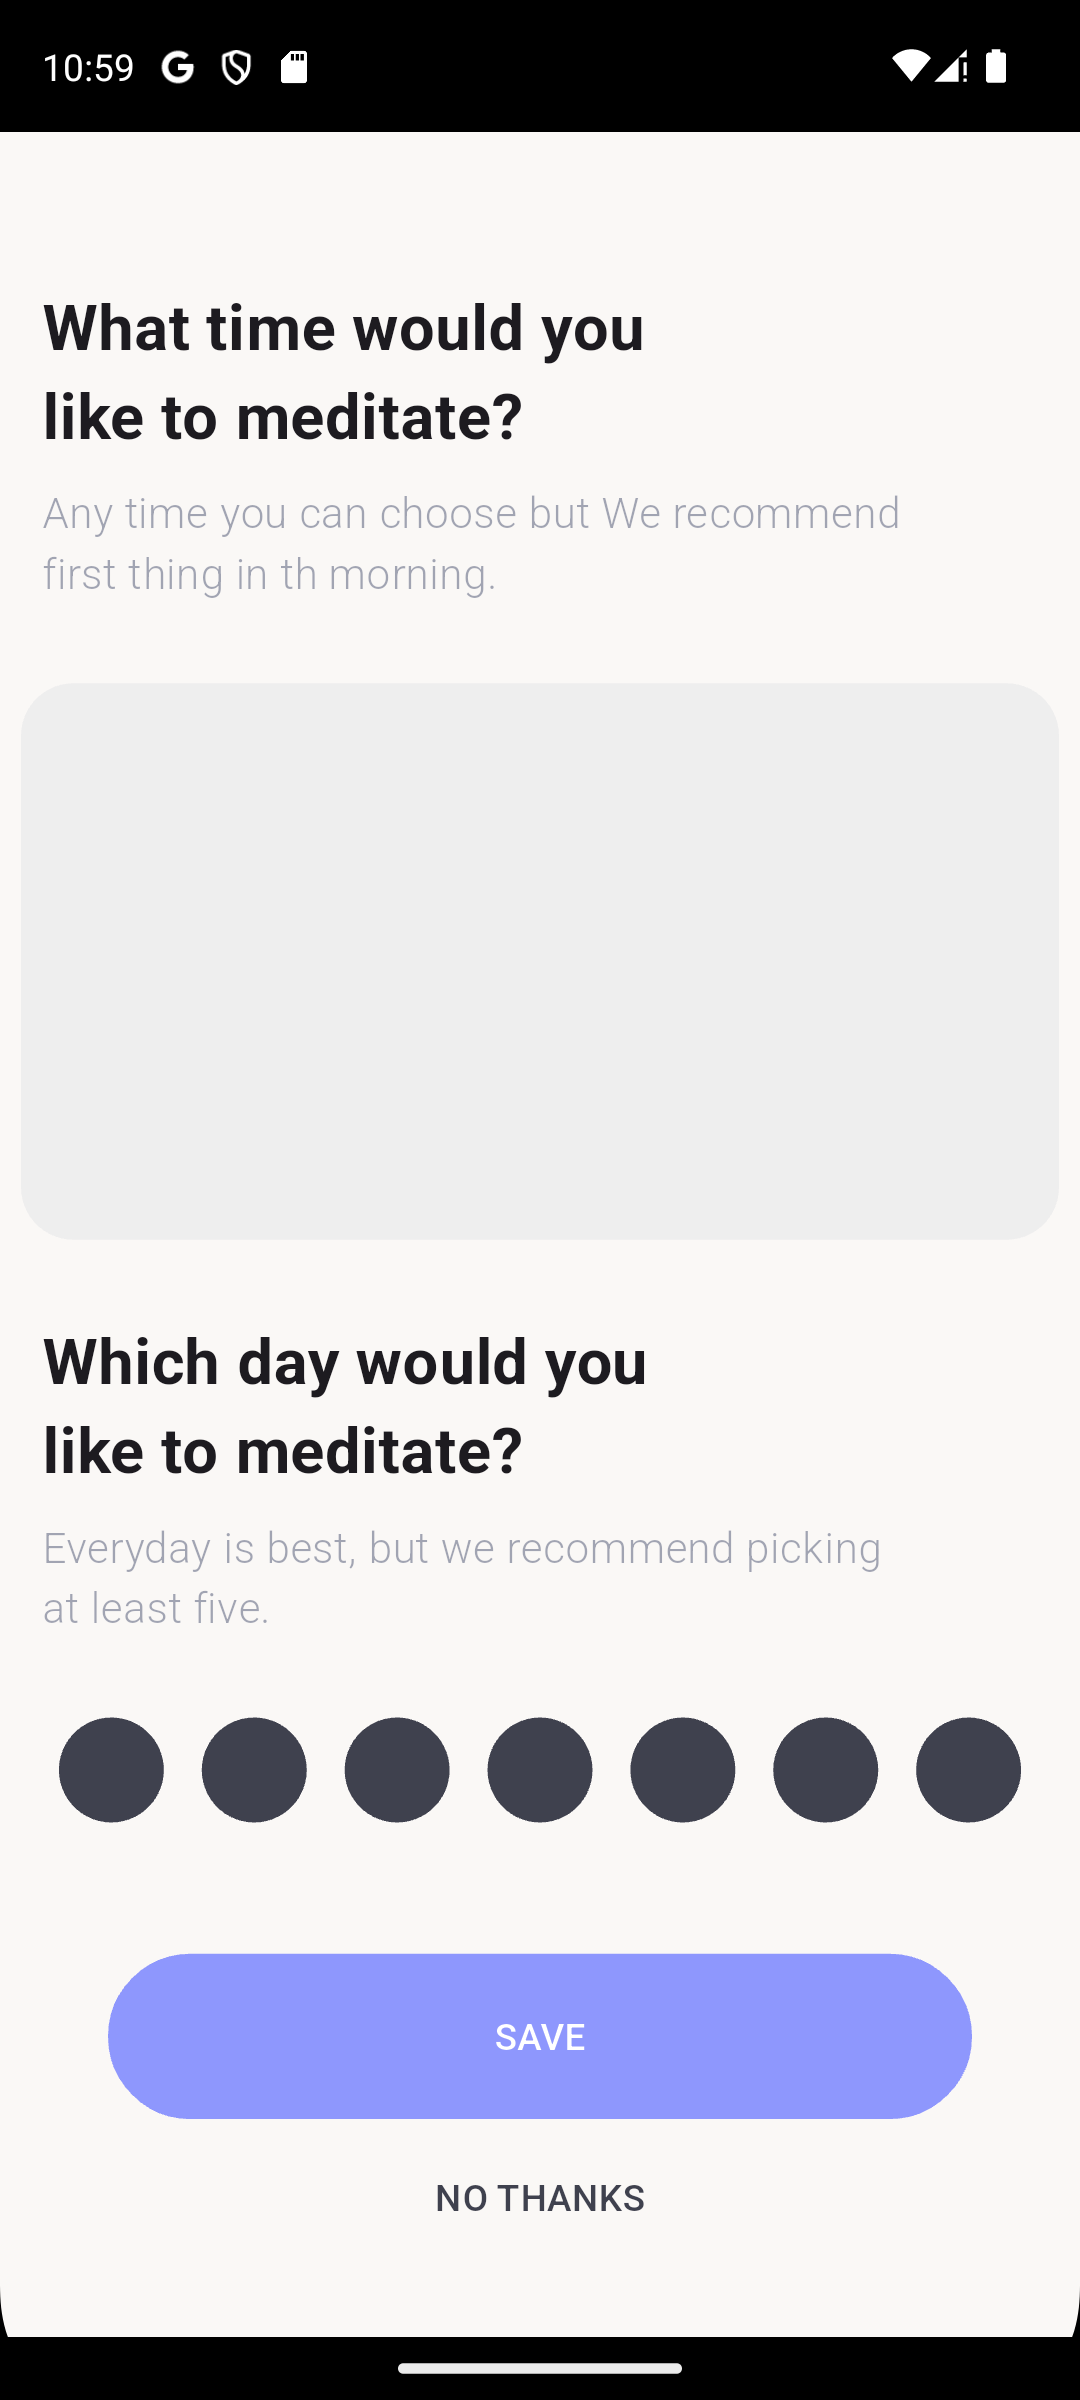 10:59
What time would you
like to meditate?
Any time you can choose but We recommend
first thing in th morning.
Which day would you
like to meditate?
Everyday is best, but we recommend picking
at least five.
SAVE
NO THANKS